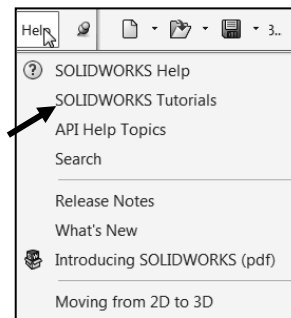 Help 3..
SOLIDWORKS Help
SOLIDWORKS Tutorials
API Help Topics
Search
Release Notes
What's New
Introducing SOLIDWORKS (pdf)
Moving from 2D to 3D